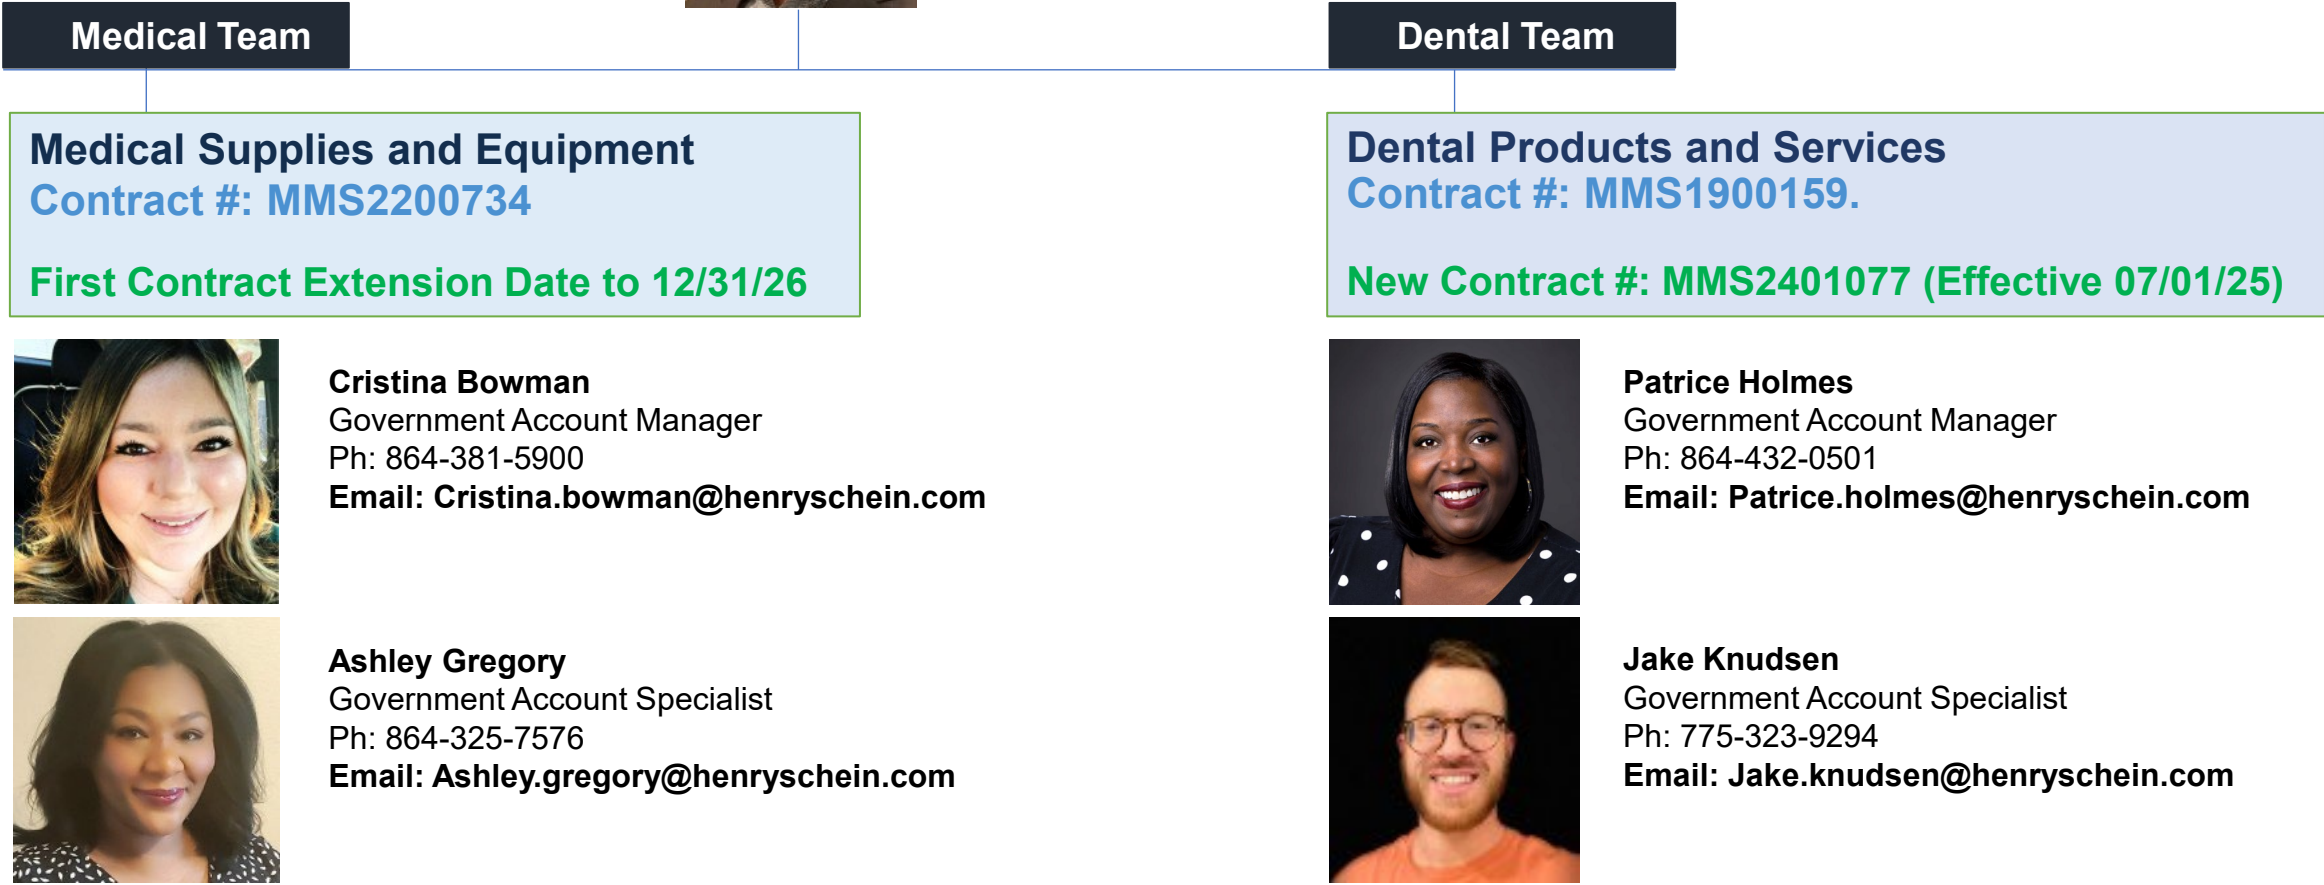 Medical Team
Medical Supplies and Equipment
Contract #: MMS2200734
First Contract Extension Date to 12/31/26
Cristina Bowman
Government Account Manager
Ph: 864-381-5900
Email: Cristina.bowman@henryschein.com
Ashley Gregory
Government Account Specialist
Ph: 864-325-7576
Email: Ashley.gregory@henryschein.com
Dental Team
Dental Products and Services
Contract #: MMS1900159.
New Contract #: MMS2401077 (Effective 07/01/25)
Patrice Holmes
Government Account Manager
Ph: 864-432-0501
Email: Patrice.holmes@henryschein.com
Jake Knudsen
Government Account Specialist
Ph: 775-323-9294
Email: Jake.knudsen@henryschein.com